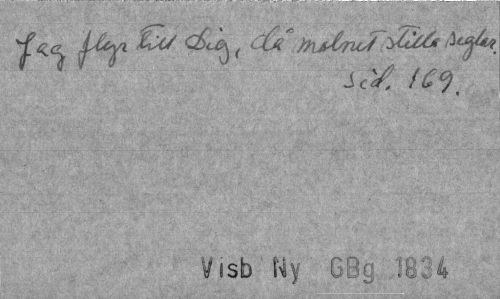 Jag flyr till Dig, då molnet stilla seglar.
sid. 169.
Visb Ny GBg 1834